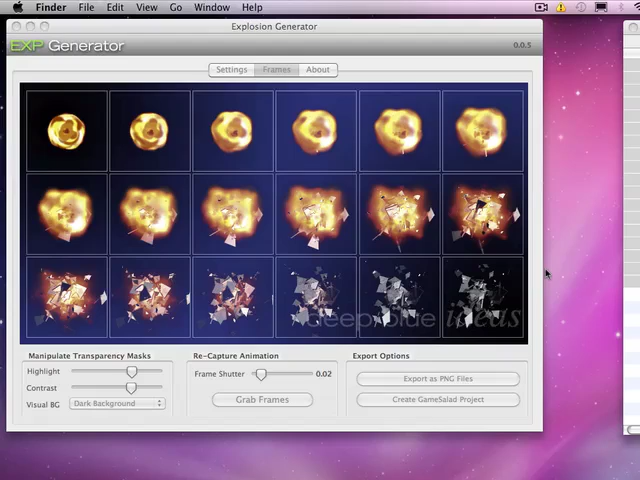 Finder File Edit View Go Window Help
Explosion Generator
EXP Generator 0.0.5
Settings Frames About
deep blue ideas
Manipulate Transparency Masks
Highlight
Contrast
Visual BG Dark Background
Re-Capture Animation
Frame Shutter 0.02
Grab Frames
Export Options
Export as PNG Files
Create GameSalad Project